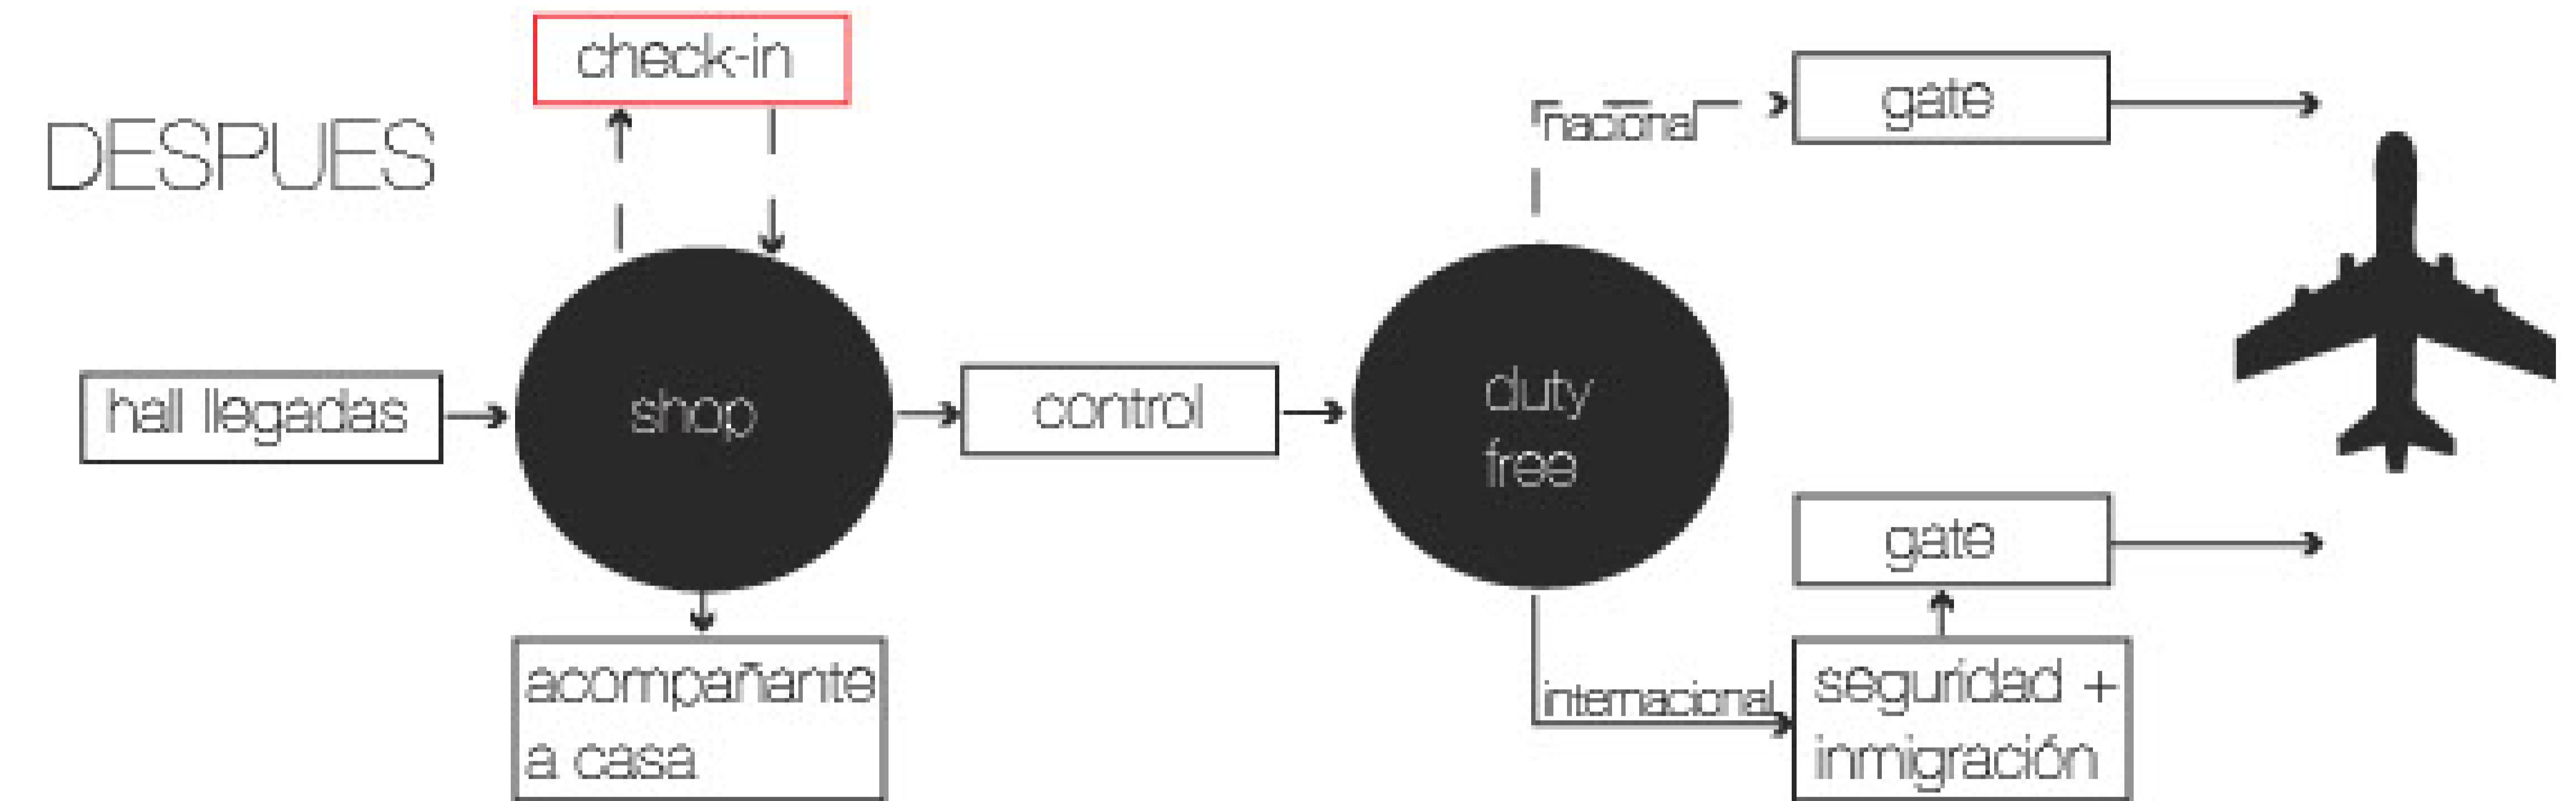 DESPUES
check-in
hall llegadas
shop
acompañante
a casa
control
duty
free
nacional
gate
internacional
seguridad +
inmigración
gate